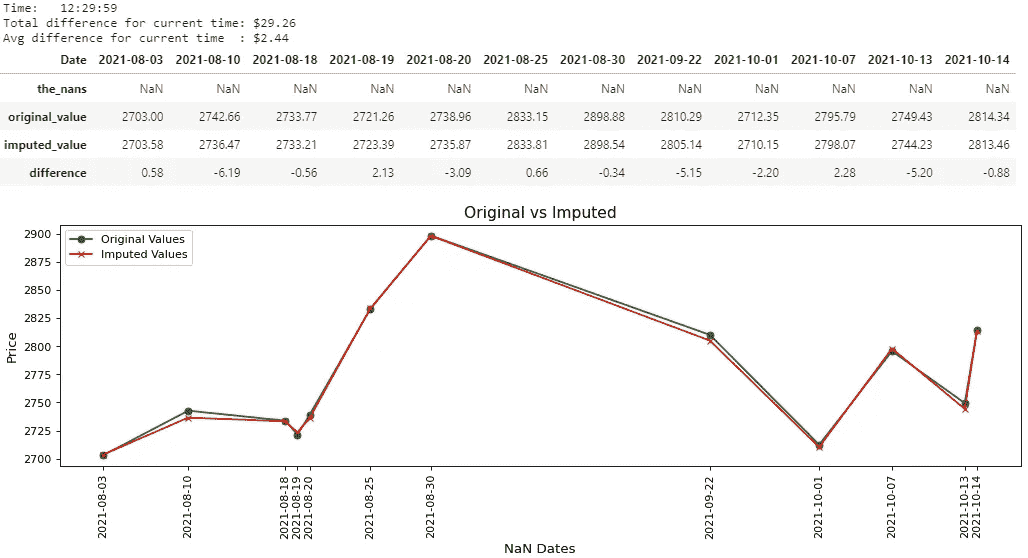 Time:   12:29:59
Total difference for current time: $29.26
Avg difference for current time  : $2.44
Date 2021-08-03 2021-08-10 2021-08-18 2021-08-19 2021-08-20 2021-08-25 2021-08-30 2021-09-22 2021-10-01 2021-10-07 2021-10-13 2021-10-14
the_nans NaN NaN NaN NaN NaN NaN NaN NaN NaN NaN NaN NaN
original_value 2703.00 2742.66 2733.77 2721.26 2738.96 2833.15 2898.88 2810.29 2712.35 2795.79 2749.43 2814.34
imputed_value 2703.58 2736.47 2733.21 2723.39 2735.87 2833.81 2898.54 2805.14 2710.15 2798.07 2744.23 2813.46
difference 0.58 -6.19 -0.56 2.13 -3.09 0.66 -0.34 -5.15 -2.20 2.28 -5.20 -0.88
Original vs Imputed
Original Values
Imputed Values
2900
2875
2850
2825
2800
2775
2750
2725
2700
Price
2021-08-03
2021-08-10
2021-08-18
2021-08-19
2021-08-20
2021-08-25
2021-08-30
2021-09-22
2021-10-01
2021-10-07
2021-10-13
2021-10-14
NaN Dates